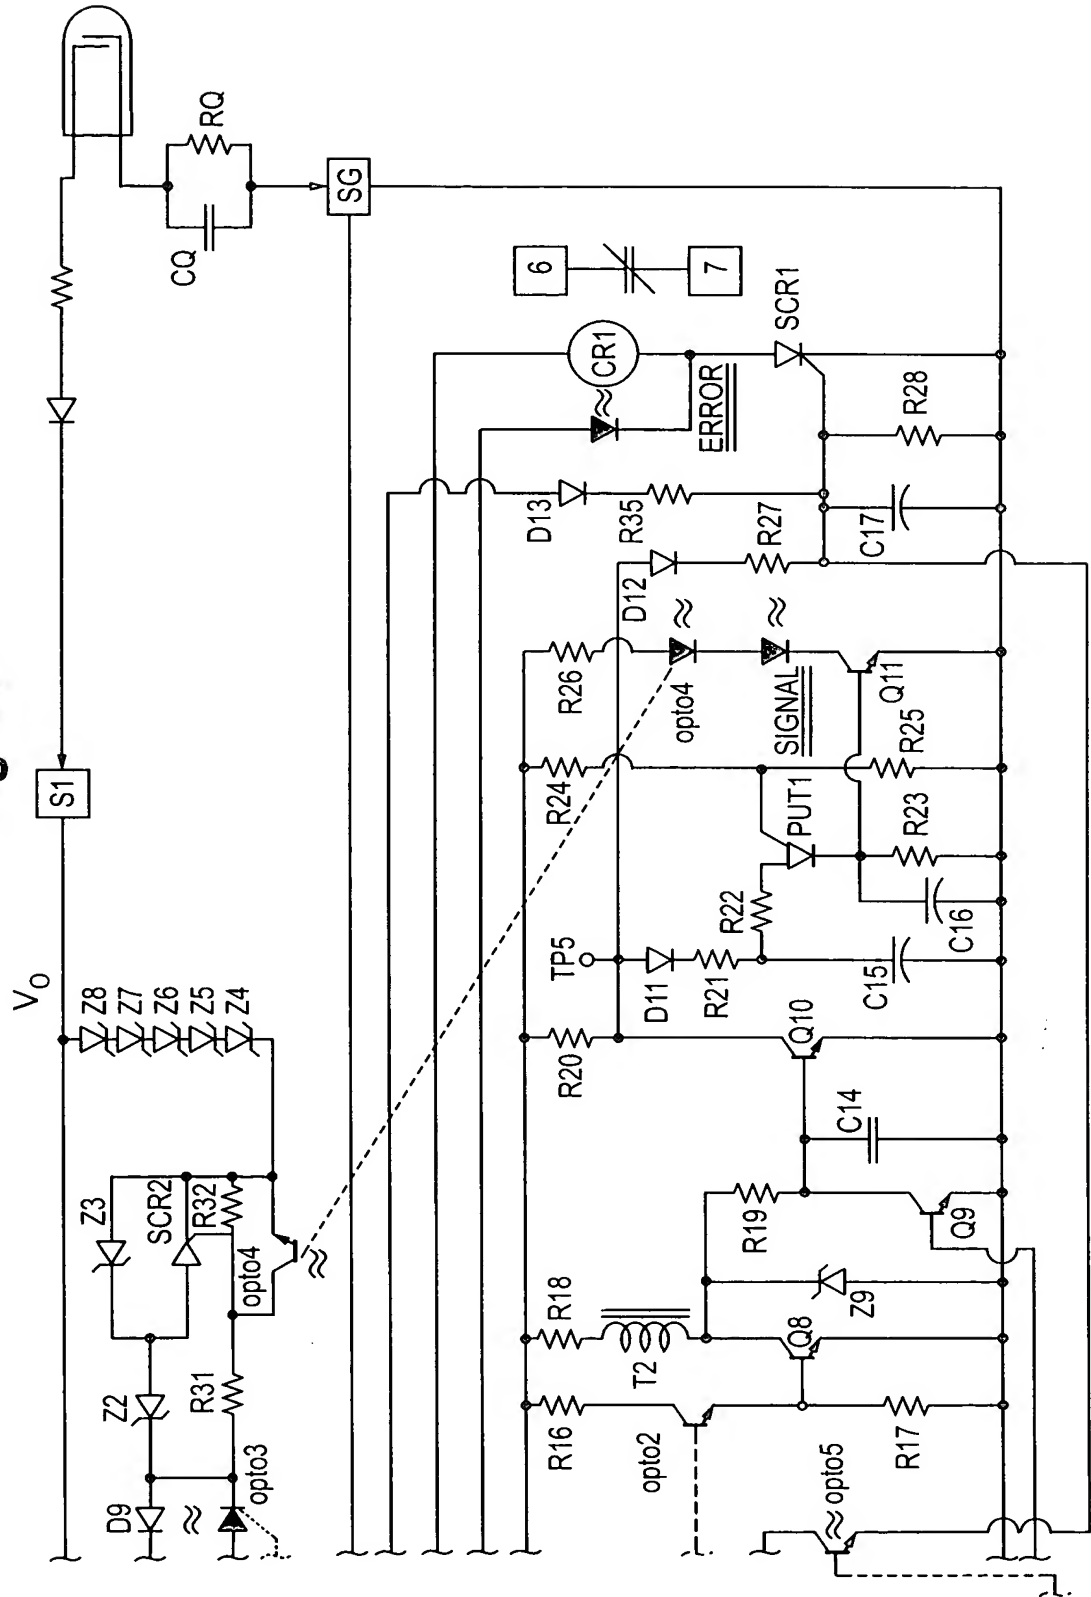 V_O
S1
RQ
CQ
SG
Z8
Z7
Z6
Z5
Z4
Z3
SCR2
R32
opto4
Z2
R31
D9
opto3
6
7
CR1
ERROR
SCR1
R28
D13
R35
C17
D12
R27
R26
opto4
SIGNAL
Q11
R24
R25
PUT1
R23
R22
C16
TP5
D11
R21
C15
R20
Q10
C14
R19
Q9
R18
T2
Z9
Q8
R16
opto2
R17
opto5